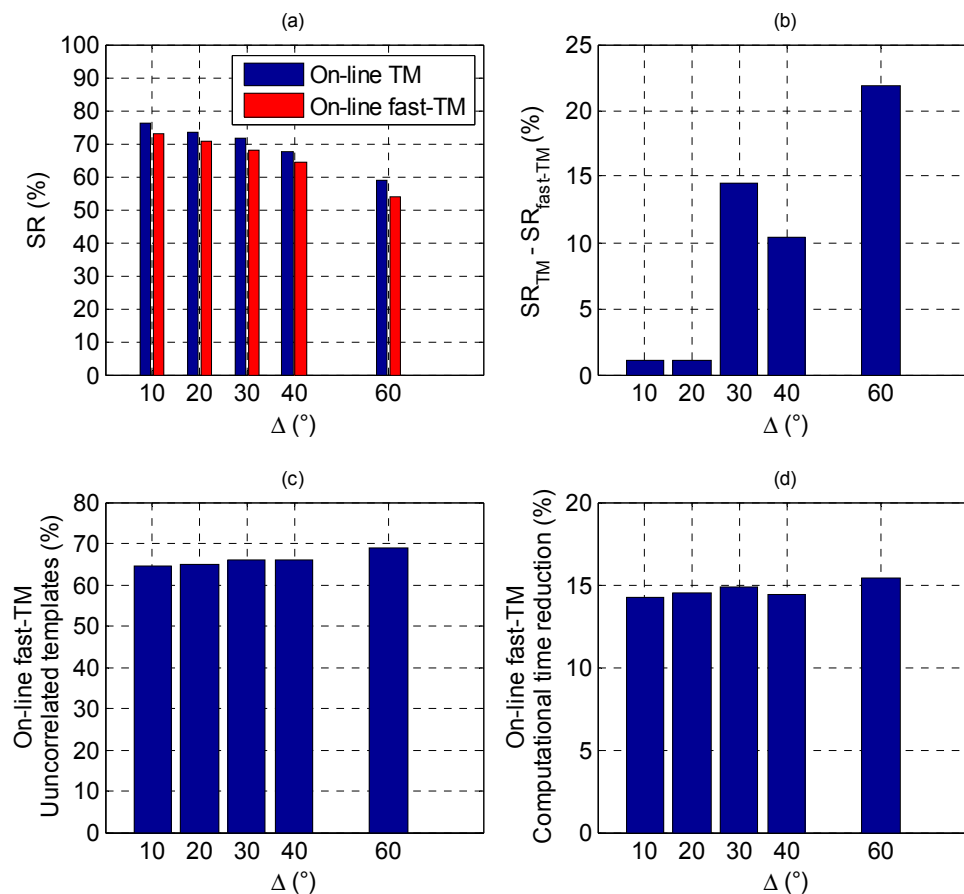 (a)
100
90
80
70
60
50
40
30
20
10
0
SR (%)
On-line TM
On-line fast-TM
10 20 30 40 60
Δ (°)
(b)
25
20
15
10
5
0
SR_TM - SR_fast-TM (%)
10 20 30 40 60
Δ (°)
(c)
80
70
60
50
40
30
20
10
0
On-line fast-TM
Uuncorrelated templates (%)
10 20 30 40 60
Δ (°)
(d)
20
15
10
5
0
On-line fast-TM
Computational time reduction (%)
10 20 30 40 60
Δ (°)